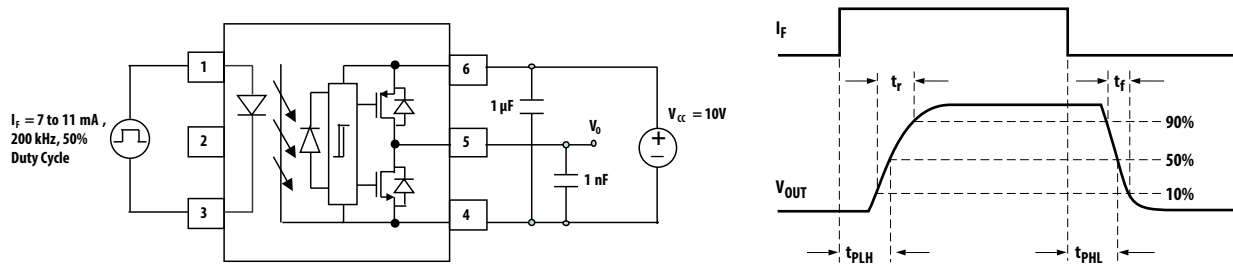 1
2
3
6
5
4
I_F = 7 to 11 mA ,
200 kHz, 50%
Duty Cycle
1 µF
V_O
1 nF
V_CC = 10V
+
−
I_F
t_r
t_f
90%
50%
10%
V_OUT
t_PLH
t_PHL